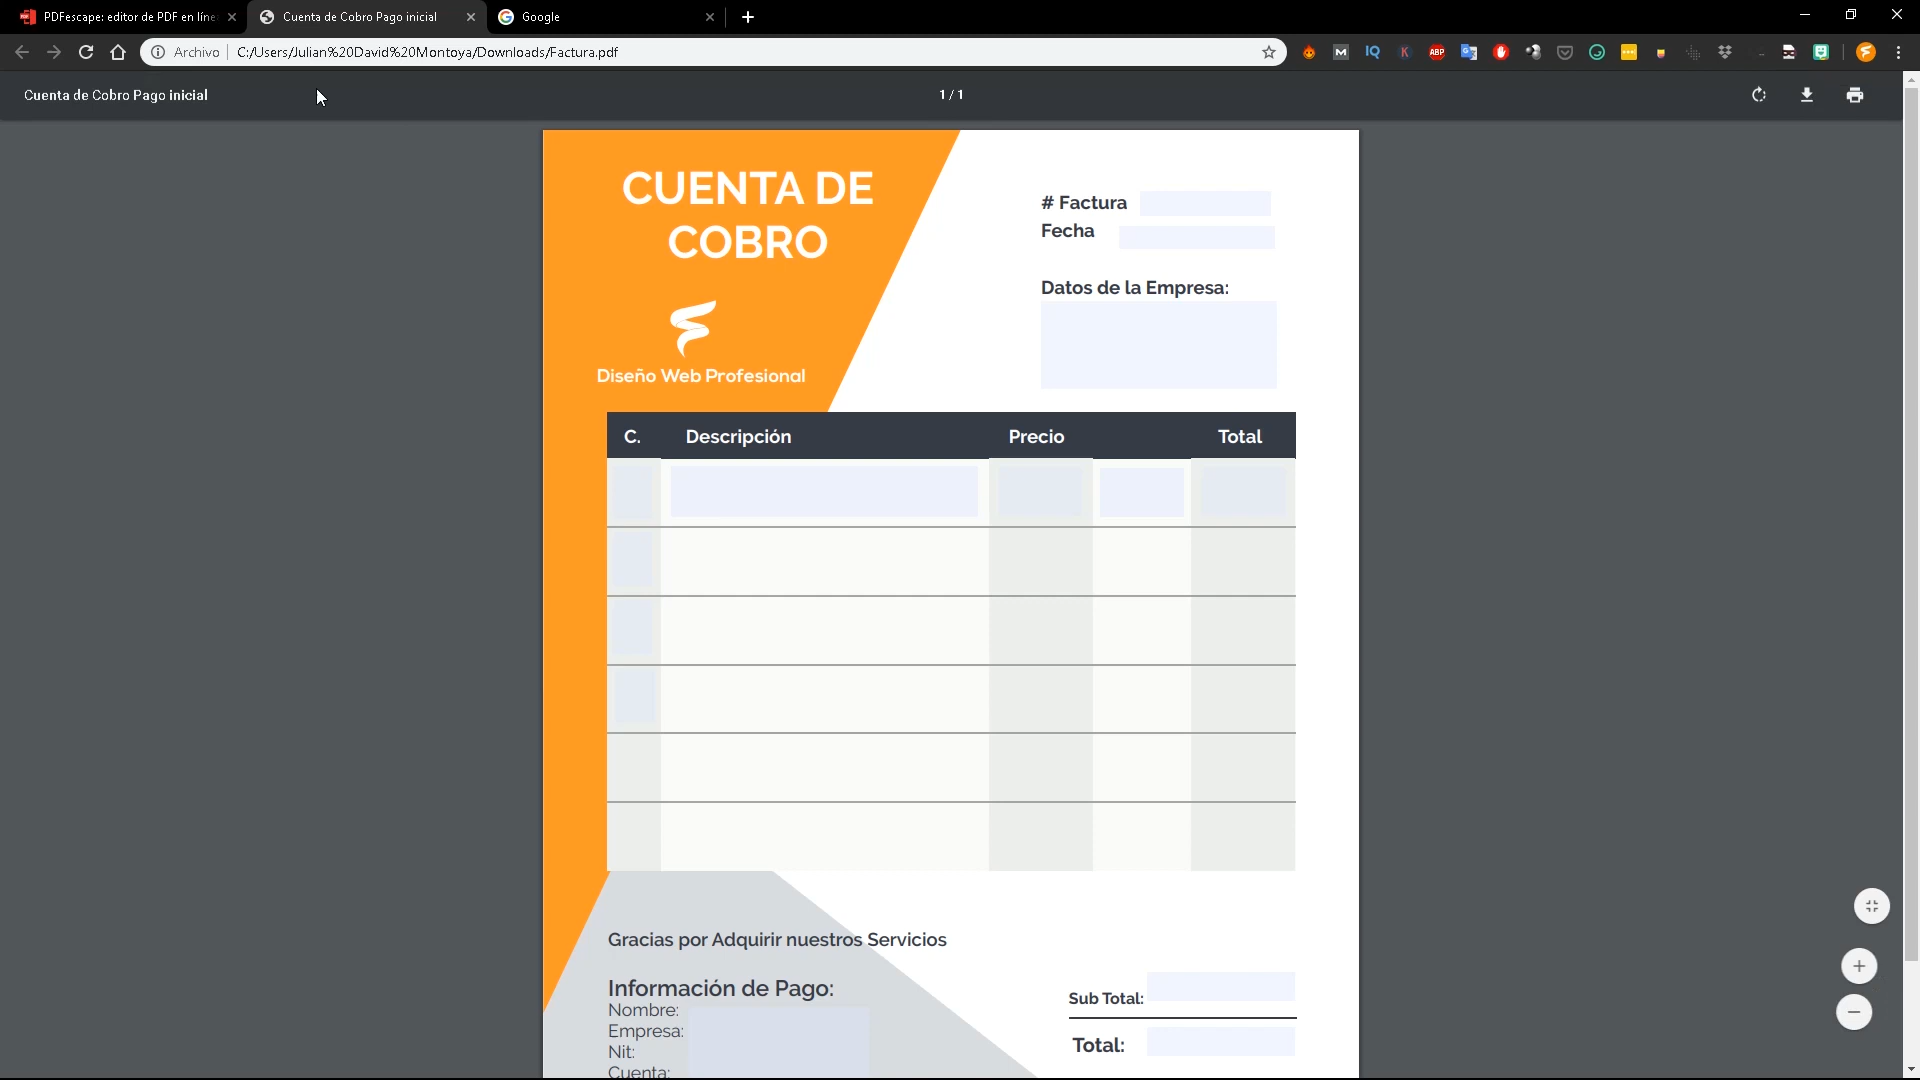 PDFescape: editor de PDF en líne
Cuenta de Cobro Pago inicial
Google
Archivo
C:/Users/Julian%20David%20Montoya/Downloads/Factura.pdf
Cuenta de Cobro Pago inicial
1 / 1
CUENTA DE
COBRO
Diseño Web Profesional
# Factura
Fecha
Datos de la Empresa:
C. Descripción Precio Total
Gracias por Adquirir nuestros Servicios
Información de Pago:
Nombre:
Empresa:
Nit:
Cuenta:
Sub Total:
Total: